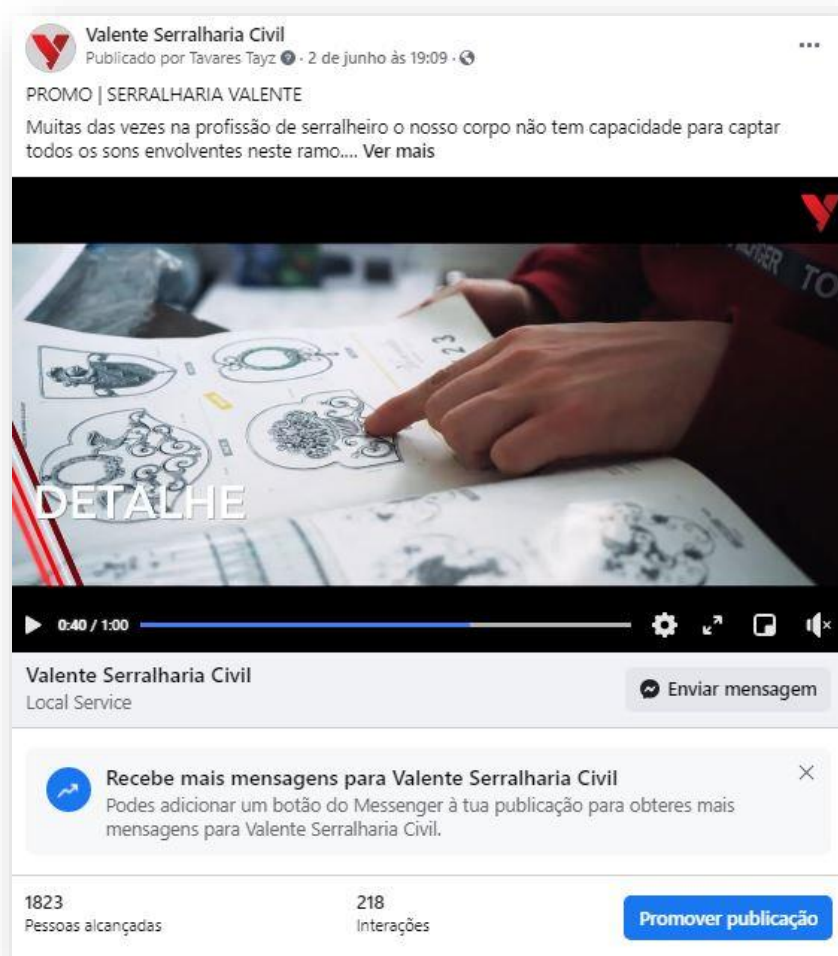 Valente Serralharia Civil
Publicado por Tavares Tayz · 2 de junho às 19:09 ·
PROMO | SERRALHARIA VALENTE
Muitas das vezes na profissão de serralheiro o nosso corpo não tem capacidade para captar
todos os sons envolventes neste ramo.... Ver mais
TO
23
DETALHE
0:40 / 1:00
Valente Serralharia Civil
Local Service
Enviar mensagem
Recebe mais mensagens para Valente Serralharia Civil
Podes adicionar um botão do Messenger à tua publicação para obteres mais
mensagens para Valente Serralharia Civil.
1823
Pessoas alcançadas
218
Interações
Promover publicação